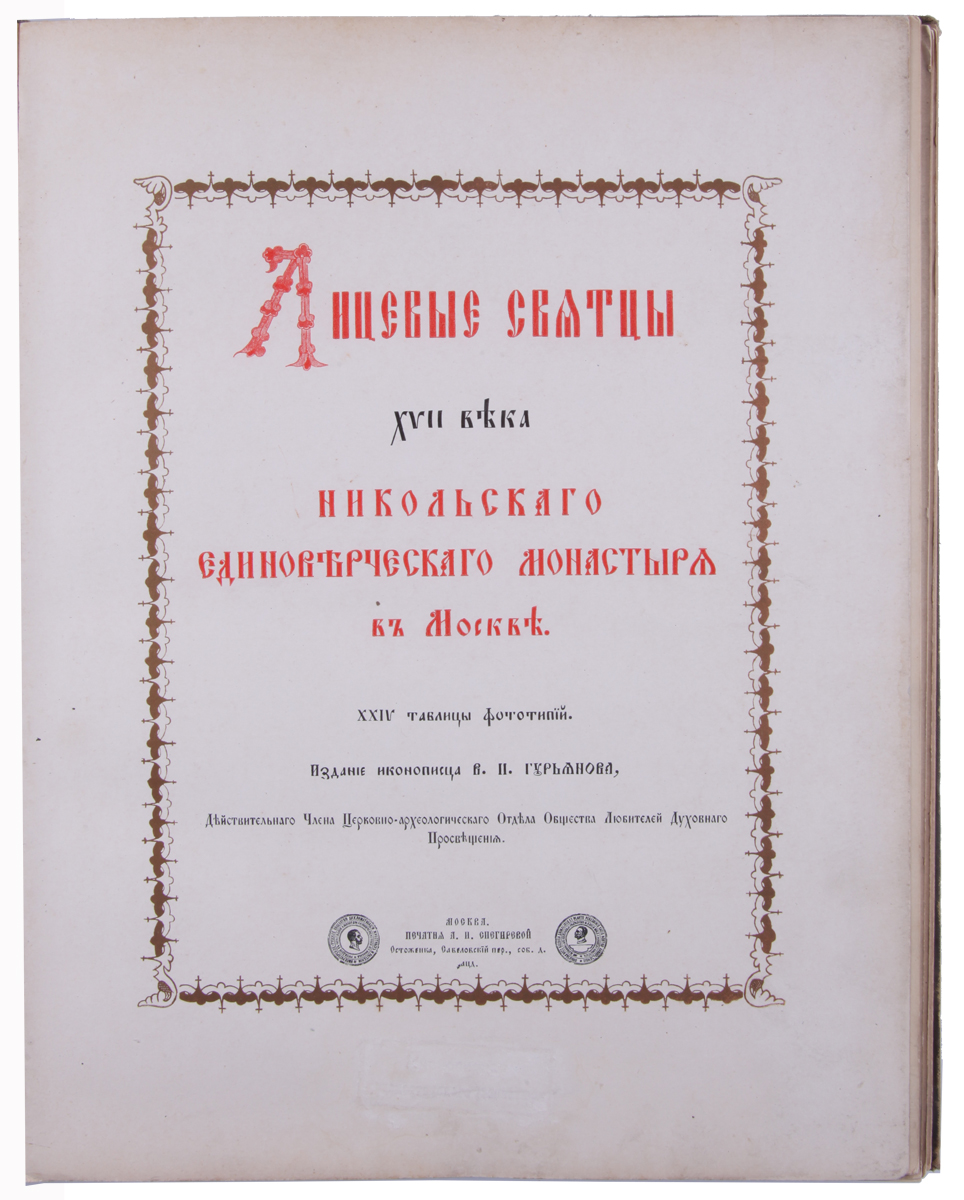 Лицевые святцы
XVII вѣка
Никольскаго
единовѣрческаго монастыря
въ Москвѣ.
XXIV таблицы фототипій.
Изданіе иконописца В. П. Гурьянова,
Дѣйствительнаго Члена Церковно-археологическаго Отдѣла Общества Любителей Духовнаго
Просвѣщенія.
МОСКВА.
ПЕЧАТНЯ А. И. СНЕГИРЕВОЙ
Остоженка, Савеловскій пер., соб. д.